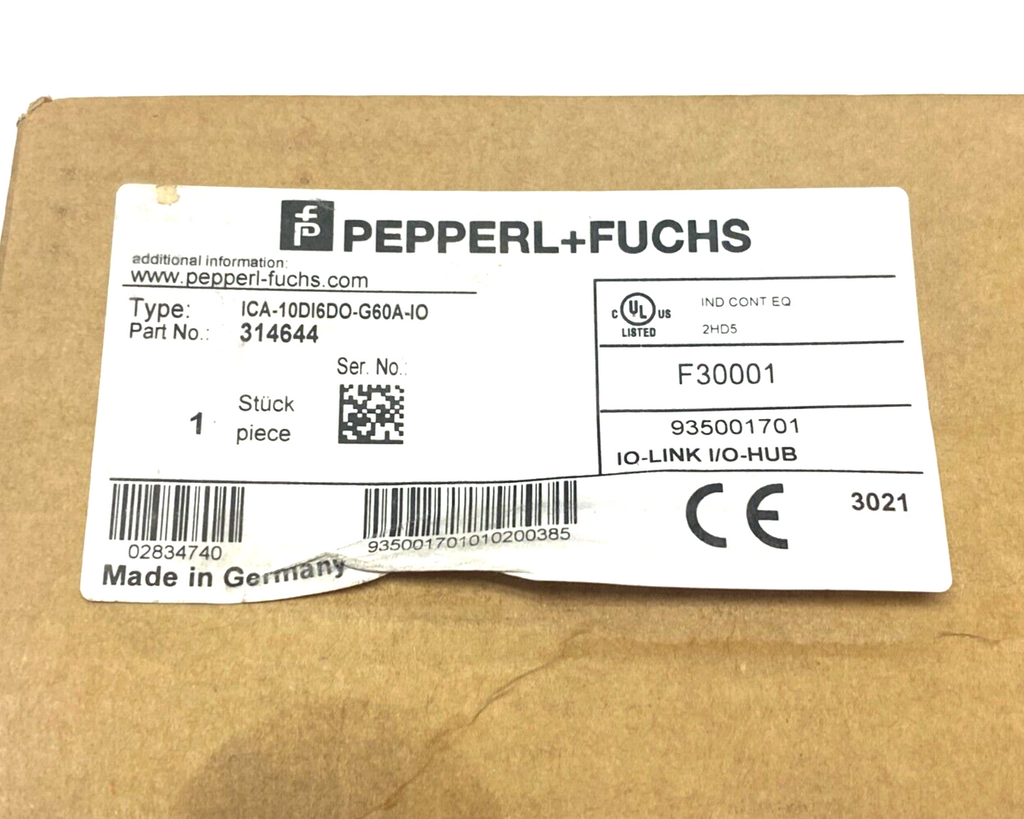 PEPPERL+FUCHS
additional information:
www.pepperl-fuchs.com
Type: ICA-10DI6DO-G60A-IO
Part No.: 314644
Ser. No.:
1 Stück
piece
C UL US
LISTED
IND CONT EQ
2HD5
F30001
935001701
IO-LINK I/O-HUB
02834740
935001701010200385
CE
3021
Made in Germany